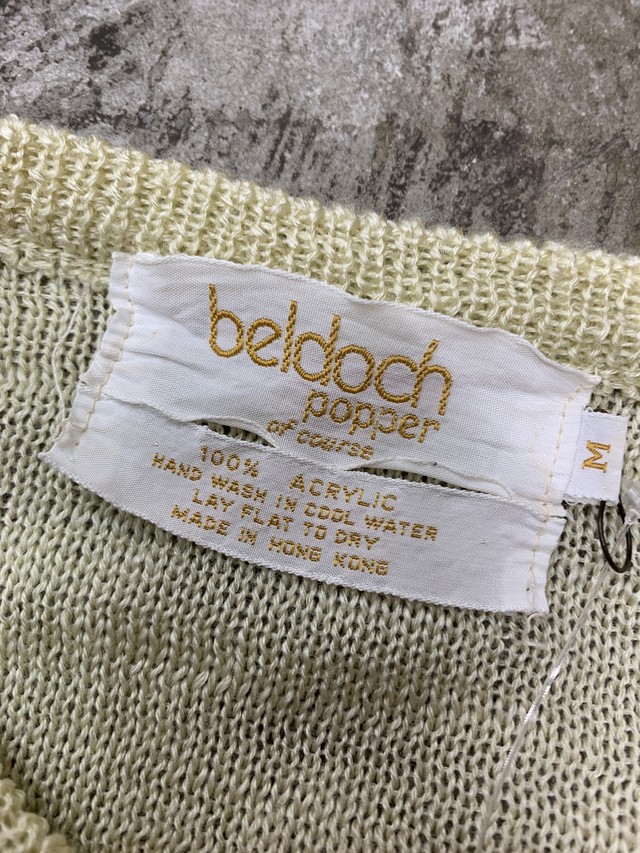 beldoch
popper
of course
M
100% ACRYLIC
HAND WASH IN COOL WATER
LAY FLAT TO DRY
MADE IN HONG KONG